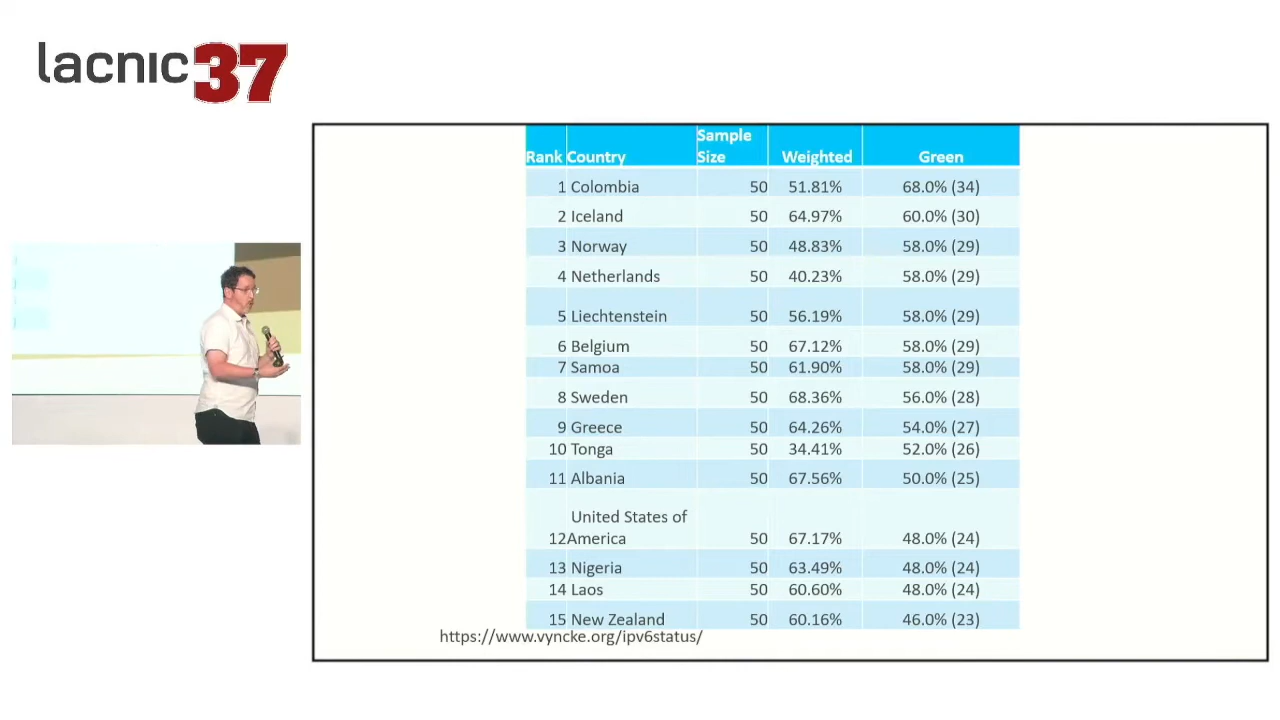 lacnic37
Rank Country Sample Size Weighted Green
1 Colombia 50 51.81% 68.0% (34)
2 Iceland 50 64.97% 60.0% (30)
3 Norway 50 48.83% 58.0% (29)
4 Netherlands 50 40.23% 58.0% (29)
5 Liechtenstein 50 56.19% 58.0% (29)
6 Belgium 50 67.12% 58.0% (29)
7 Samoa 50 61.90% 58.0% (29)
8 Sweden 50 68.36% 56.0% (28)
9 Greece 50 64.26% 54.0% (27)
10 Tonga 50 34.41% 52.0% (26)
11 Albania 50 67.56% 50.0% (25)
12 United States of America 50 67.17% 48.0% (24)
13 Nigeria 50 63.49% 48.0% (24)
14 Laos 50 60.60% 48.0% (24)
15 New Zealand 50 60.16% 46.0% (23)
https://www.vyncke.org/ipv6status/